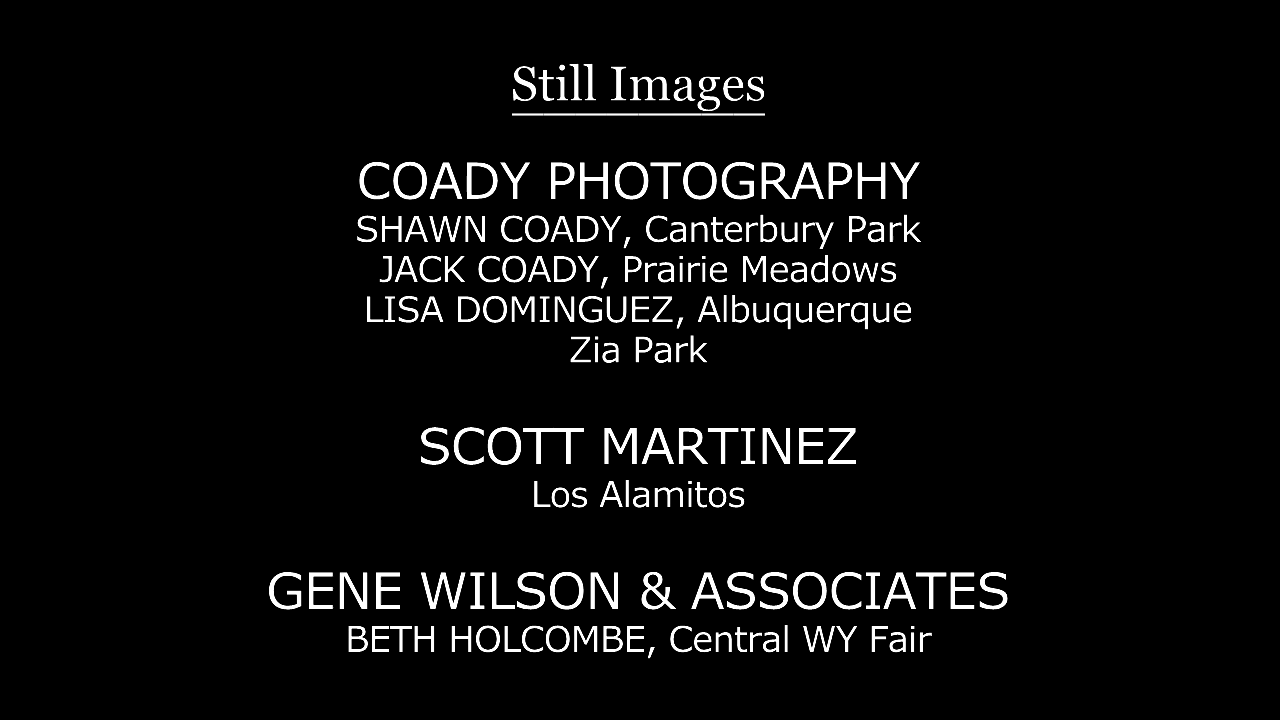 Still Images
COADY PHOTOGRAPHY
SHAWN COADY, Canterbury Park
JACK COADY, Prairie Meadows
LISA DOMINGUEZ, Albuquerque
Zia Park
SCOTT MARTINEZ
Los Alamitos
GENE WILSON & ASSOCIATES
BETH HOLCOMBE, Central WY Fair